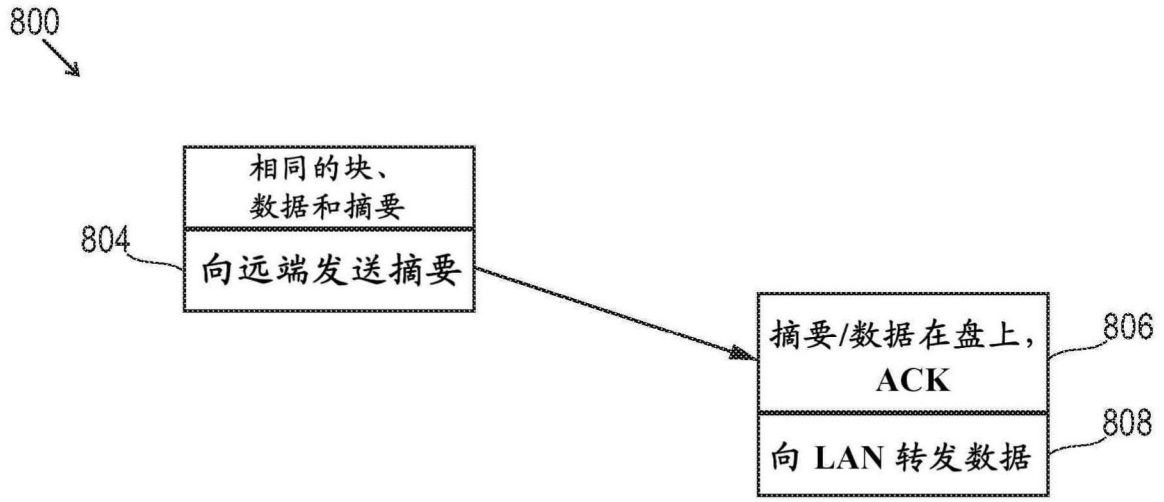 800
相同的块、
数据和摘要
804
向远端发送摘要
摘要/数据在盘上，
ACK
806
向 LAN 转发数据
808